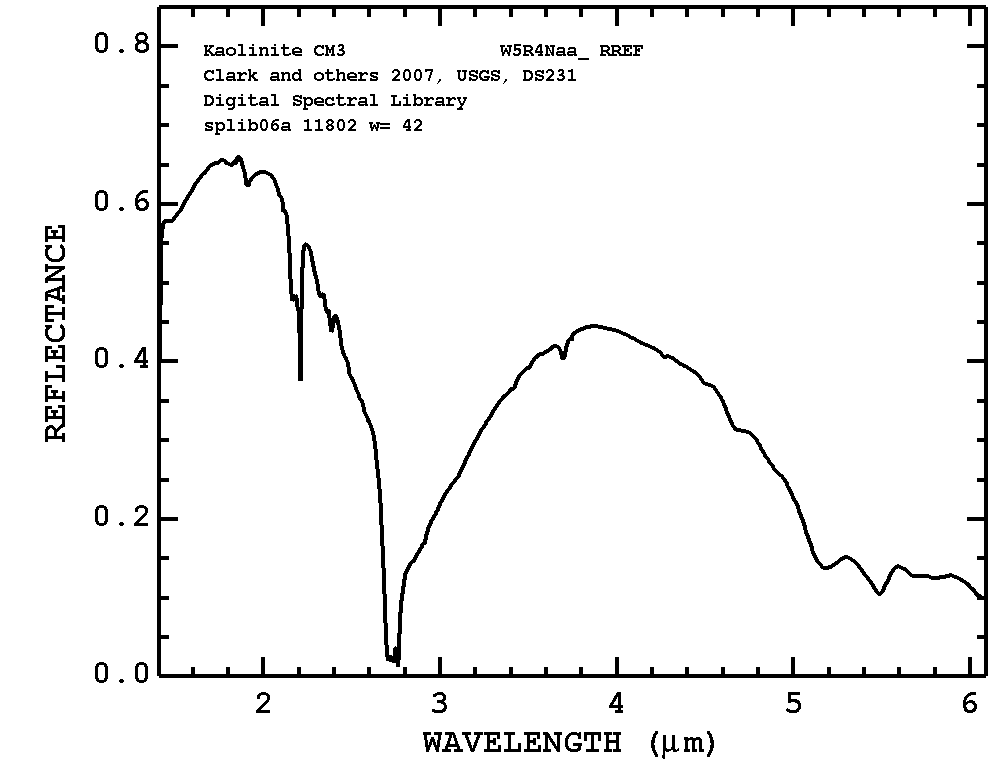 Kaolinite CM3 W5R4Naa_ RREF
Clark and others 2007, USGS, DS231
Digital Spectral Library
splib06a 11802 w= 42
0.8
0.6
0.4
0.2
0.0
REFLECTANCE
2 3 4 5 6
WAVELENGTH (μm)